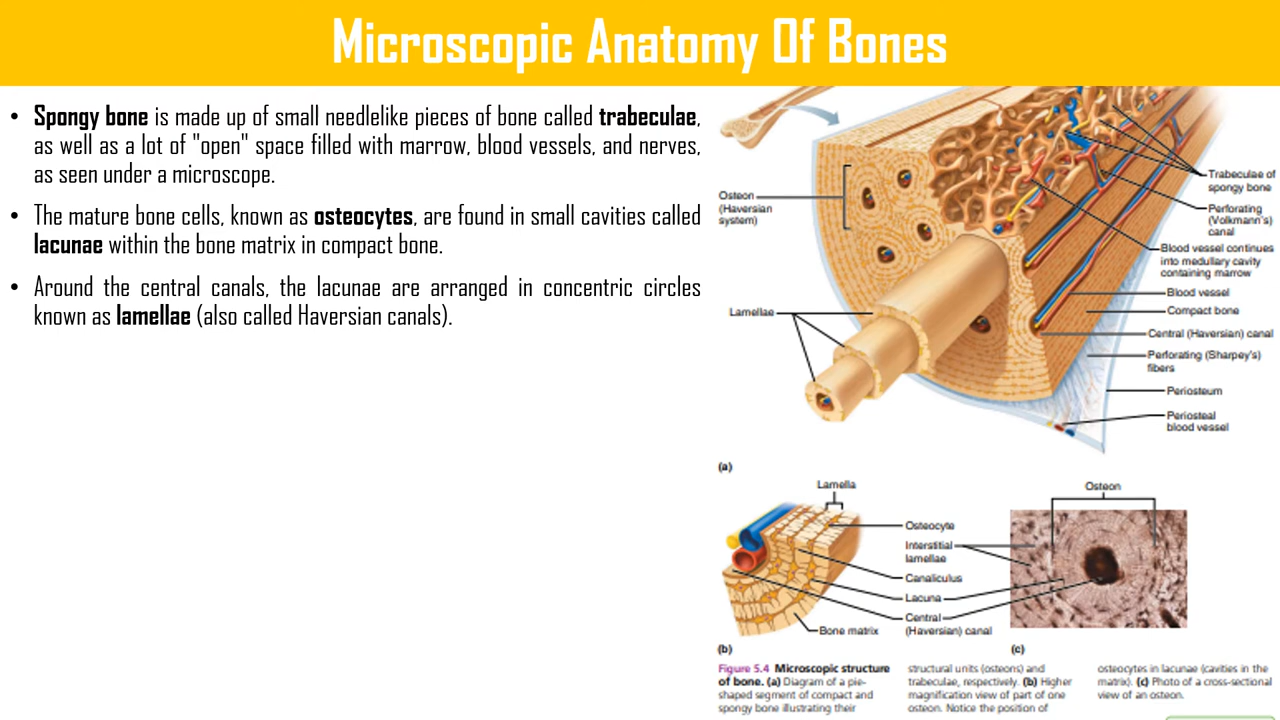 Microscopic Anatomy Of Bones
• Spongy bone is made up of small needlelike pieces of bone called trabeculae,
as well as a lot of "open" space filled with marrow, blood vessels, and nerves,
as seen under a microscope.
• The mature bone cells, known as osteocytes, are found in small cavities called
lacunae within the bone matrix in compact bone.
• Around the central canals, the lacunae are arranged in concentric circles
known as lamellae (also called Haversian canals).
Osteon
(Haversian
system)
Lamellae
Trabeculae of
spongy bone
Perforating
(Volkmann's)
canal
Blood vessel continues
into medullary cavity
containing marrow
Blood vessel
Compact bone
Central (Haversian) canal
Perforating (Sharpey's)
fibers
Periosteum
Periosteal
blood vessel
(a)
Lamella
Osteocyte
Interstitial
lamellae
Canaliculus
Lacuna
Central
(Haversian) canal
Bone matrix
(b)
Osteon
(c)
Figure 5.4 Microscopic structure
of bone. (a) Diagram of a pie-
shaped segment of compact and
spongy bone illustrating their
structural units (osteons) and
trabeculae, respectively. (b) Higher
magnification view of part of one
osteon. Notice the position of
osteocytes in lacunae (cavities in the
matrix). (c) Photo of a cross-sectional
view of an osteon.